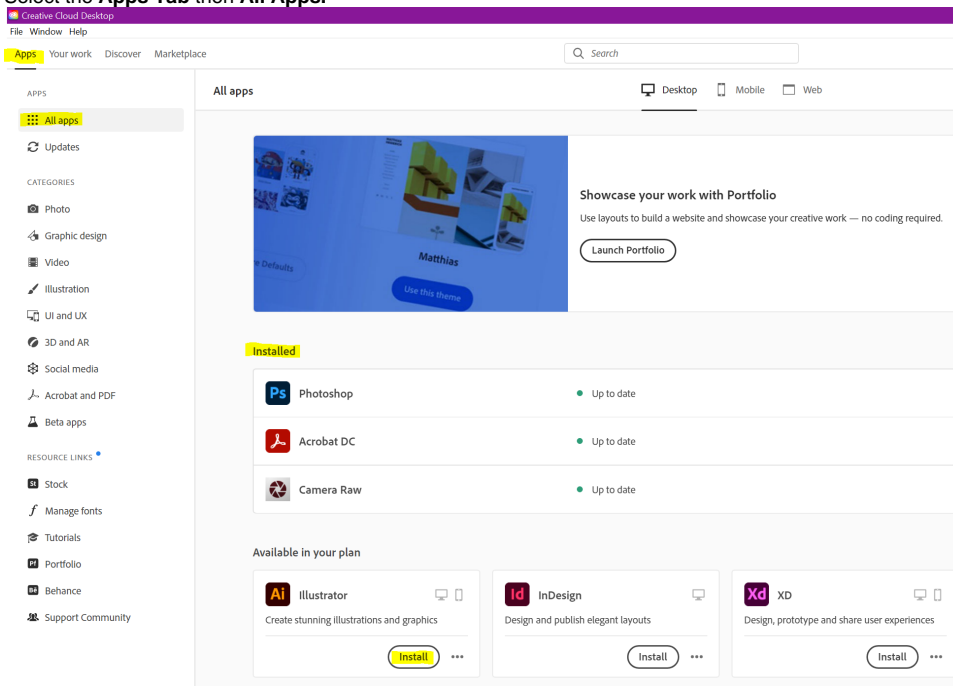 Select the Apps Tab then All Apps.
Creative Cloud Desktop
File Window Help
Apps Your work Discover Marketplace
Search
APPS
All apps
Updates
CATEGORIES
Photo
Graphic design
Video
Illustration
UI and UX
3D and AR
Social media
Acrobat and PDF
Beta apps
RESOURCE LINKS
St Stock
f Manage fonts
Tutorials
Pf Portfolio
Bē Behance
Support Community
All apps
Desktop Mobile Web
Matthias
re Defaults
Use this theme
Showcase your work with Portfolio
Use layouts to build a website and showcase your creative work — no coding required.
Launch Portfolio
Installed
Ps Photoshop Up to date
Acrobat DC Up to date
Camera Raw Up to date
Available in your plan
Ai Illustrator
Create stunning illustrations and graphics
Install
Id InDesign
Design and publish elegant layouts
Install
Xd XD
Design, prototype and share user experiences
Install